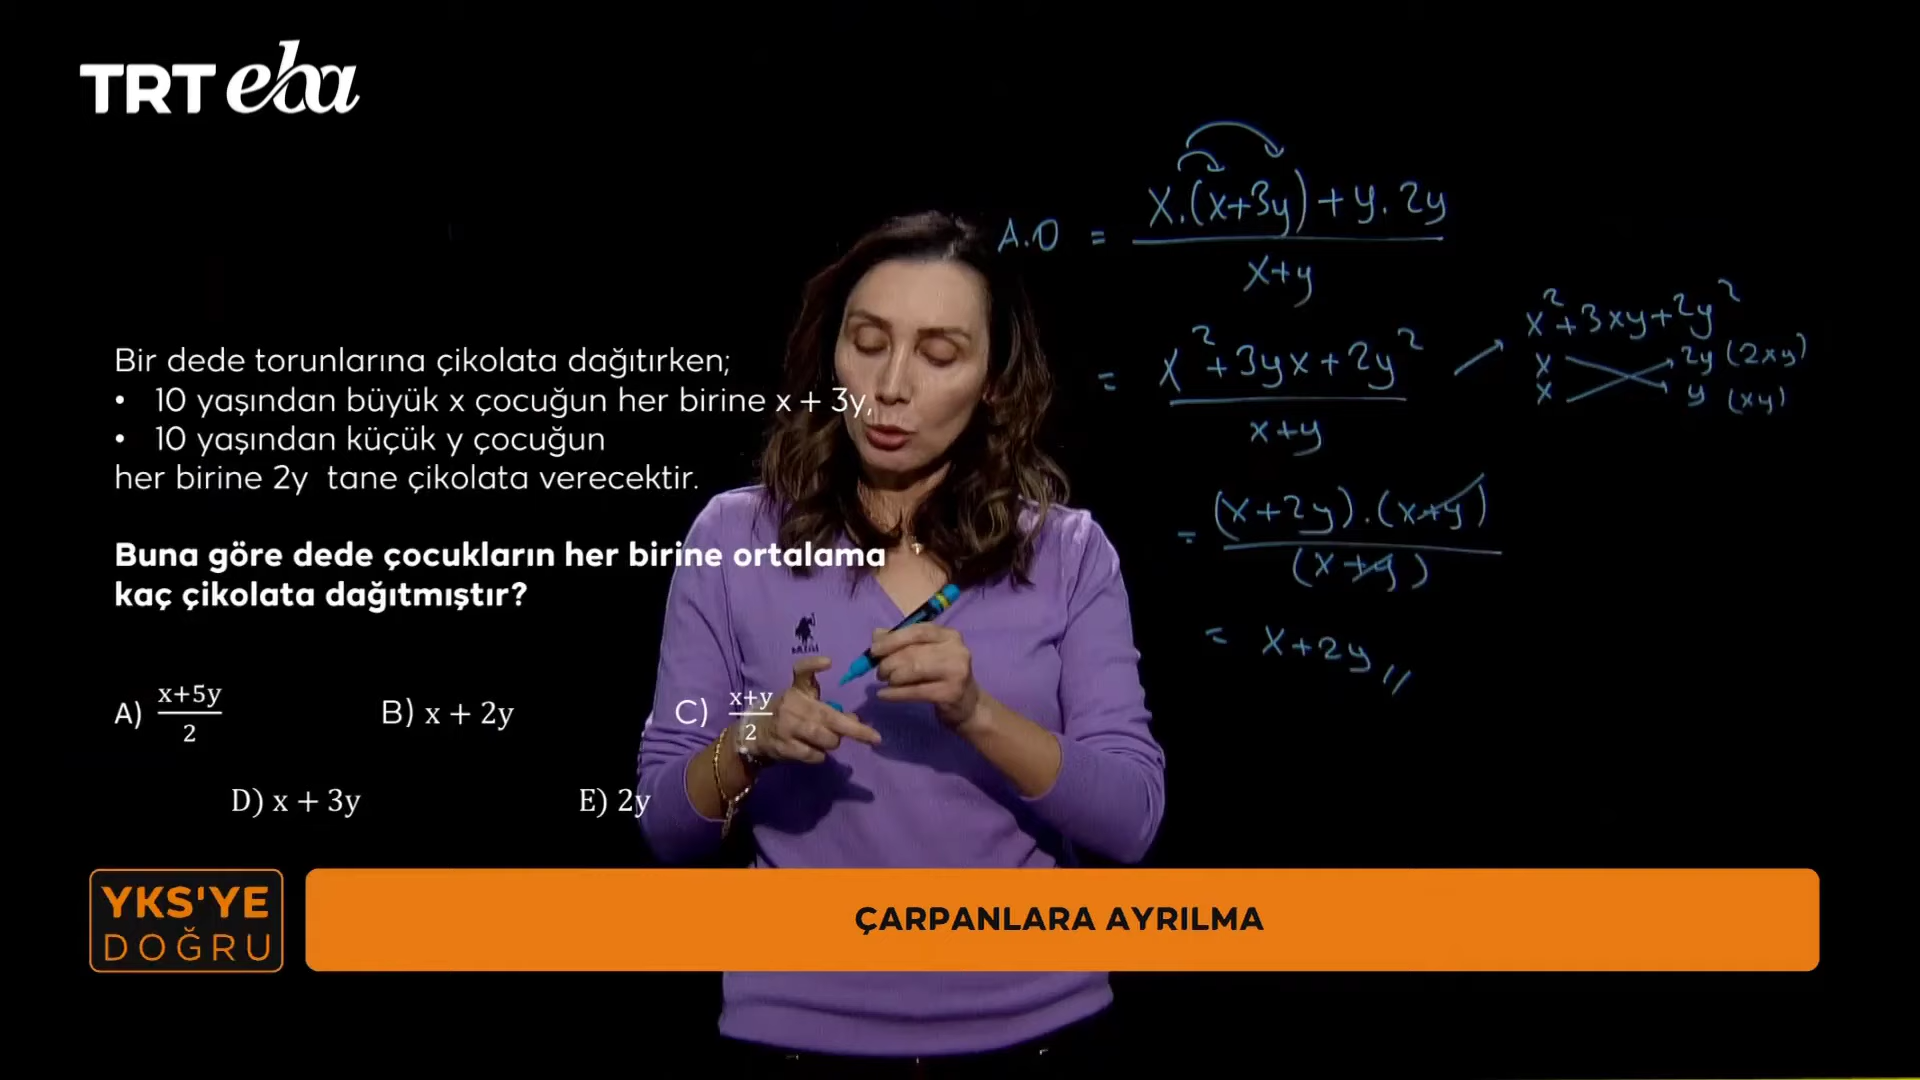 TRT eba
Bir dede torunlarına çikolata dağıtırken;
• 10 yaşından büyük x çocuğun her birine x + 3y,
• 10 yaşından küçük y çocuğun
her birine 2y tane çikolata verecektir.
Buna göre dede çocukların her birine ortalama
kaç çikolata dağıtmıştır?
A) x+5y/2 B) x + 2y C) x+y/2
D) x + 3y E) 2y
A.O = x.(x+3y)+y.2y
x+y
= x²+3yx+2y²
x+y
x²+3xy+2y²
x 2y (2xy)
x y (xy)
= (x+2y).(x+y)
(x+y)
= x+2y //
YKS'YE
DOĞRU
ÇARPANLARA AYRILMA